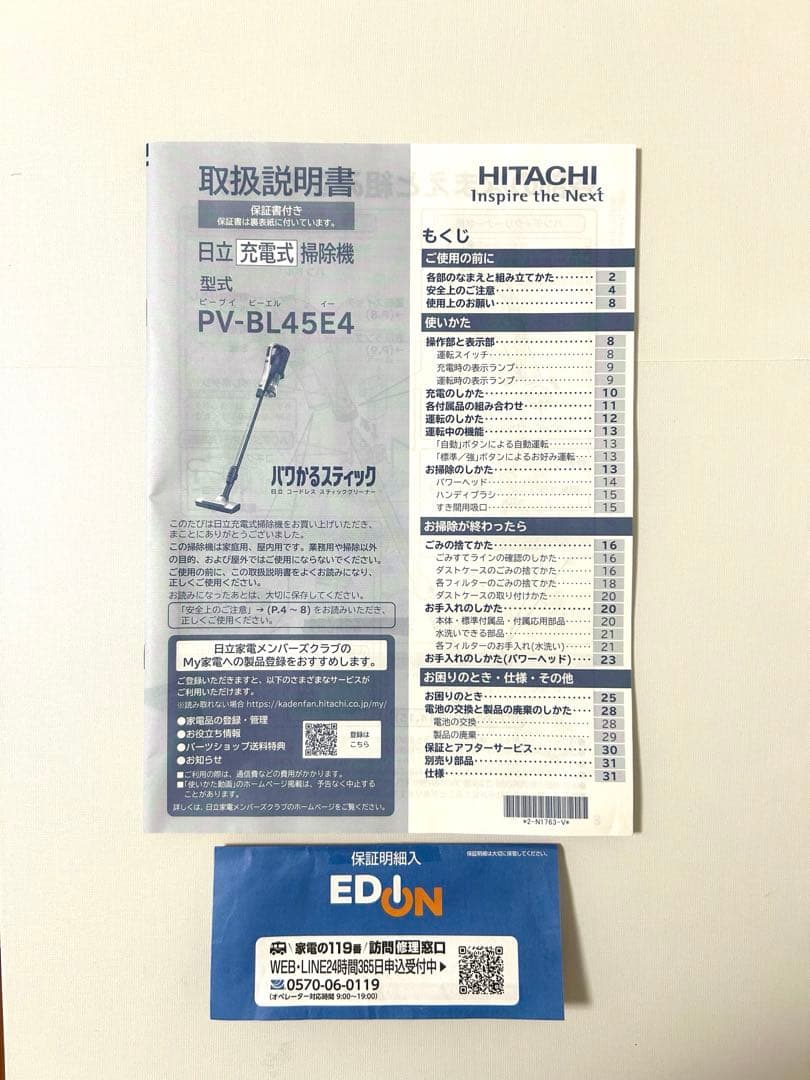 取扱説明書
保証書付き
保証書は裏表紙に付いています。
日立 充電式 掃除機
型式
ピーブイ ビーエル イー
PV-BL45E4
パワかるスティック
日立 コードレス スティッククリーナー
このたびは日立充電式掃除機をお買い上げいただき、
まことにありがとうございました。
この掃除機は家庭用、屋内用です。業務用や掃除以外
の目的、および屋外ではご使用にならないでください。
ご使用の前に、この取扱説明書をよくお読みになり、
正しくご使用ください。
お読みになったあとは、大切に保存してください。
「安全上のご注意」→ (P.4 ~ 8) をお読みいただき、
正しくご使用ください。
日立家電メンバーズクラブの
My家電への製品登録をおすすめします。
ご登録いただきますと、以下のさまざまなサービスが
ご利用いただけます。
※読み取れない場合 https://kadenfan.hitachi.co.jp/my/
●家電品の登録・管理
●お役立ち情報
●パーツショップ送料特典
●お知らせ
登録は
こちら
■ご利用の際は、通信費などの費用がかかります。
■「使いかた動画」のホームページ掲載は、予告なく中止する
ことがあります。
詳しくは、日立家電メンバーズクラブのホームページをご覧ください。
HITACHI
Inspire the Next
もくじ
ご使用の前に
各部のなまえと組み立てかた‥‥‥‥ 2
安全上のご注意‥‥‥‥‥‥‥‥‥‥ 4
使用上のお願い‥‥‥‥‥‥‥‥‥‥ 8
使いかた
操作部と表示部‥‥‥‥‥‥‥‥‥‥ 8
運転スイッチ‥‥‥‥‥‥‥‥‥‥ 8
充電時の表示ランプ‥‥‥‥‥‥‥ 9
運転時の表示ランプ‥‥‥‥‥‥‥ 9
充電のしかた‥‥‥‥‥‥‥‥‥‥ 10
各付属品の組み合わせ‥‥‥‥‥‥ 11
運転のしかた‥‥‥‥‥‥‥‥‥‥ 12
運転中の機能‥‥‥‥‥‥‥‥‥‥ 13
「自動」ボタンによる自動運転‥‥‥ 13
「標準/強」ボタンによるお好み運転‥ 13
お掃除のしかた‥‥‥‥‥‥‥‥‥ 13
パワーヘッド‥‥‥‥‥‥‥‥‥ 14
ハンディブラシ‥‥‥‥‥‥‥‥ 15
すき間用吸口‥‥‥‥‥‥‥‥‥ 15
お掃除が終わったら
ごみの捨てかた‥‥‥‥‥‥‥‥‥ 16
ごみすてラインの確認のしかた‥‥ 16
ダストケースのごみの捨てかた‥‥ 16
各フィルターのごみの捨てかた‥‥ 18
ダストケースの取り付けかた‥‥‥ 20
お手入れのしかた‥‥‥‥‥‥‥‥ 20
本体・標準付属品・付属応用部品‥ 20
水洗いできる部品‥‥‥‥‥‥‥ 21
各フィルターのお手入れ(水洗い)‥ 21
お手入れのしかた(パワーヘッド)‥‥ 23
お困りのとき・仕様・その他
お困りのとき‥‥‥‥‥‥‥‥‥‥ 25
電池の交換と製品の廃棄のしかた‥‥ 28
電池の交換‥‥‥‥‥‥‥‥‥‥ 28
製品の廃棄‥‥‥‥‥‥‥‥‥‥ 29
保証とアフターサービス‥‥‥‥‥ 30
別売り部品‥‥‥‥‥‥‥‥‥‥‥ 31
仕様‥‥‥‥‥‥‥‥‥‥‥‥‥‥ 31
*2-N1763-V*
保証明細入
保証明細は大切に保管してください。
EDION
家電の119番 訪問修理窓口
WEB・LINE24時間365日申込受付中▶
0570-06-0119
(オペレーター対応時間 9:00~19:00)